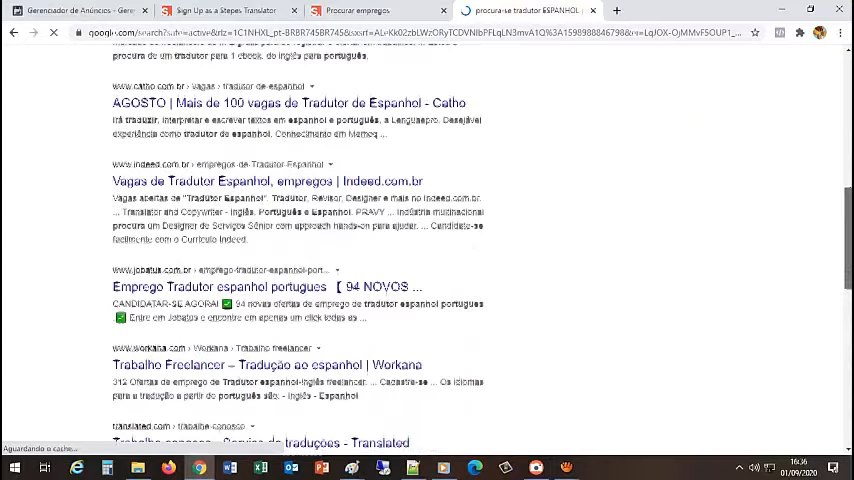 Gerenciador de Anúncios - Geren
Sign Up as a Stepes Translator
Procurar empregos
procura-se tradutor ESPANHOL p
procura de um tradutor para 1 ebook, do inglês para português.
www.catho.com.br › vagas › tradutor-de-espanhol
AGOSTO | Mais de 100 vagas de Tradutor de Espanhol - Catho
Irá traduzir, interpretar e escrever textos em espanhol e português, a Lenguaepro. Desejável
experiência como tradutor de espanhol. Conhecimento em Memoq ...
www.indeed.com.br › empregos-de-Tradutor-Espanhol
Vagas de Tradutor Espanhol, empregos | Indeed.com.br
Vagas abertas de "Tradutor Espanhol". Tradutor, Revisor, Designer e mais no Indeed.com.br.
... Translator and Copywriter - Inglês, Português e Espanhol. PRAVY ... Indústria multinacional
procura um Designer de Serviços Sênior com approach hands-on para ajudar. ... Candidate-se
facilmente com o Currículo Indeed.
www.jobatus.com.br › emprego-tradutor-espanhol-port...
Emprego Tradutor espanhol portugues 【 94 NOVOS ...
CANDIDATAR-SE AGORA! ✅ 94 novas ofertas de emprego de tradutor espanhol portugues
✅ Entre em Jobatus e encontre em apenas um click todas as ...
www.workana.com › Workana › Trabalho freelancer
Trabalho Freelancer – Tradução ao espanhol | Workana
312 Ofertas de emprego de Tradutor espanhol-inglês freelancer. ... Cadastre-se ... Os idiomas
para a tradução a partir do português são: - Inglês - Espanhol
translated.com › trabalhe-conosco
Trabalhe conosco - Serviço de traduções - Translated
Aguardando o cache...
16:36
01/09/2020